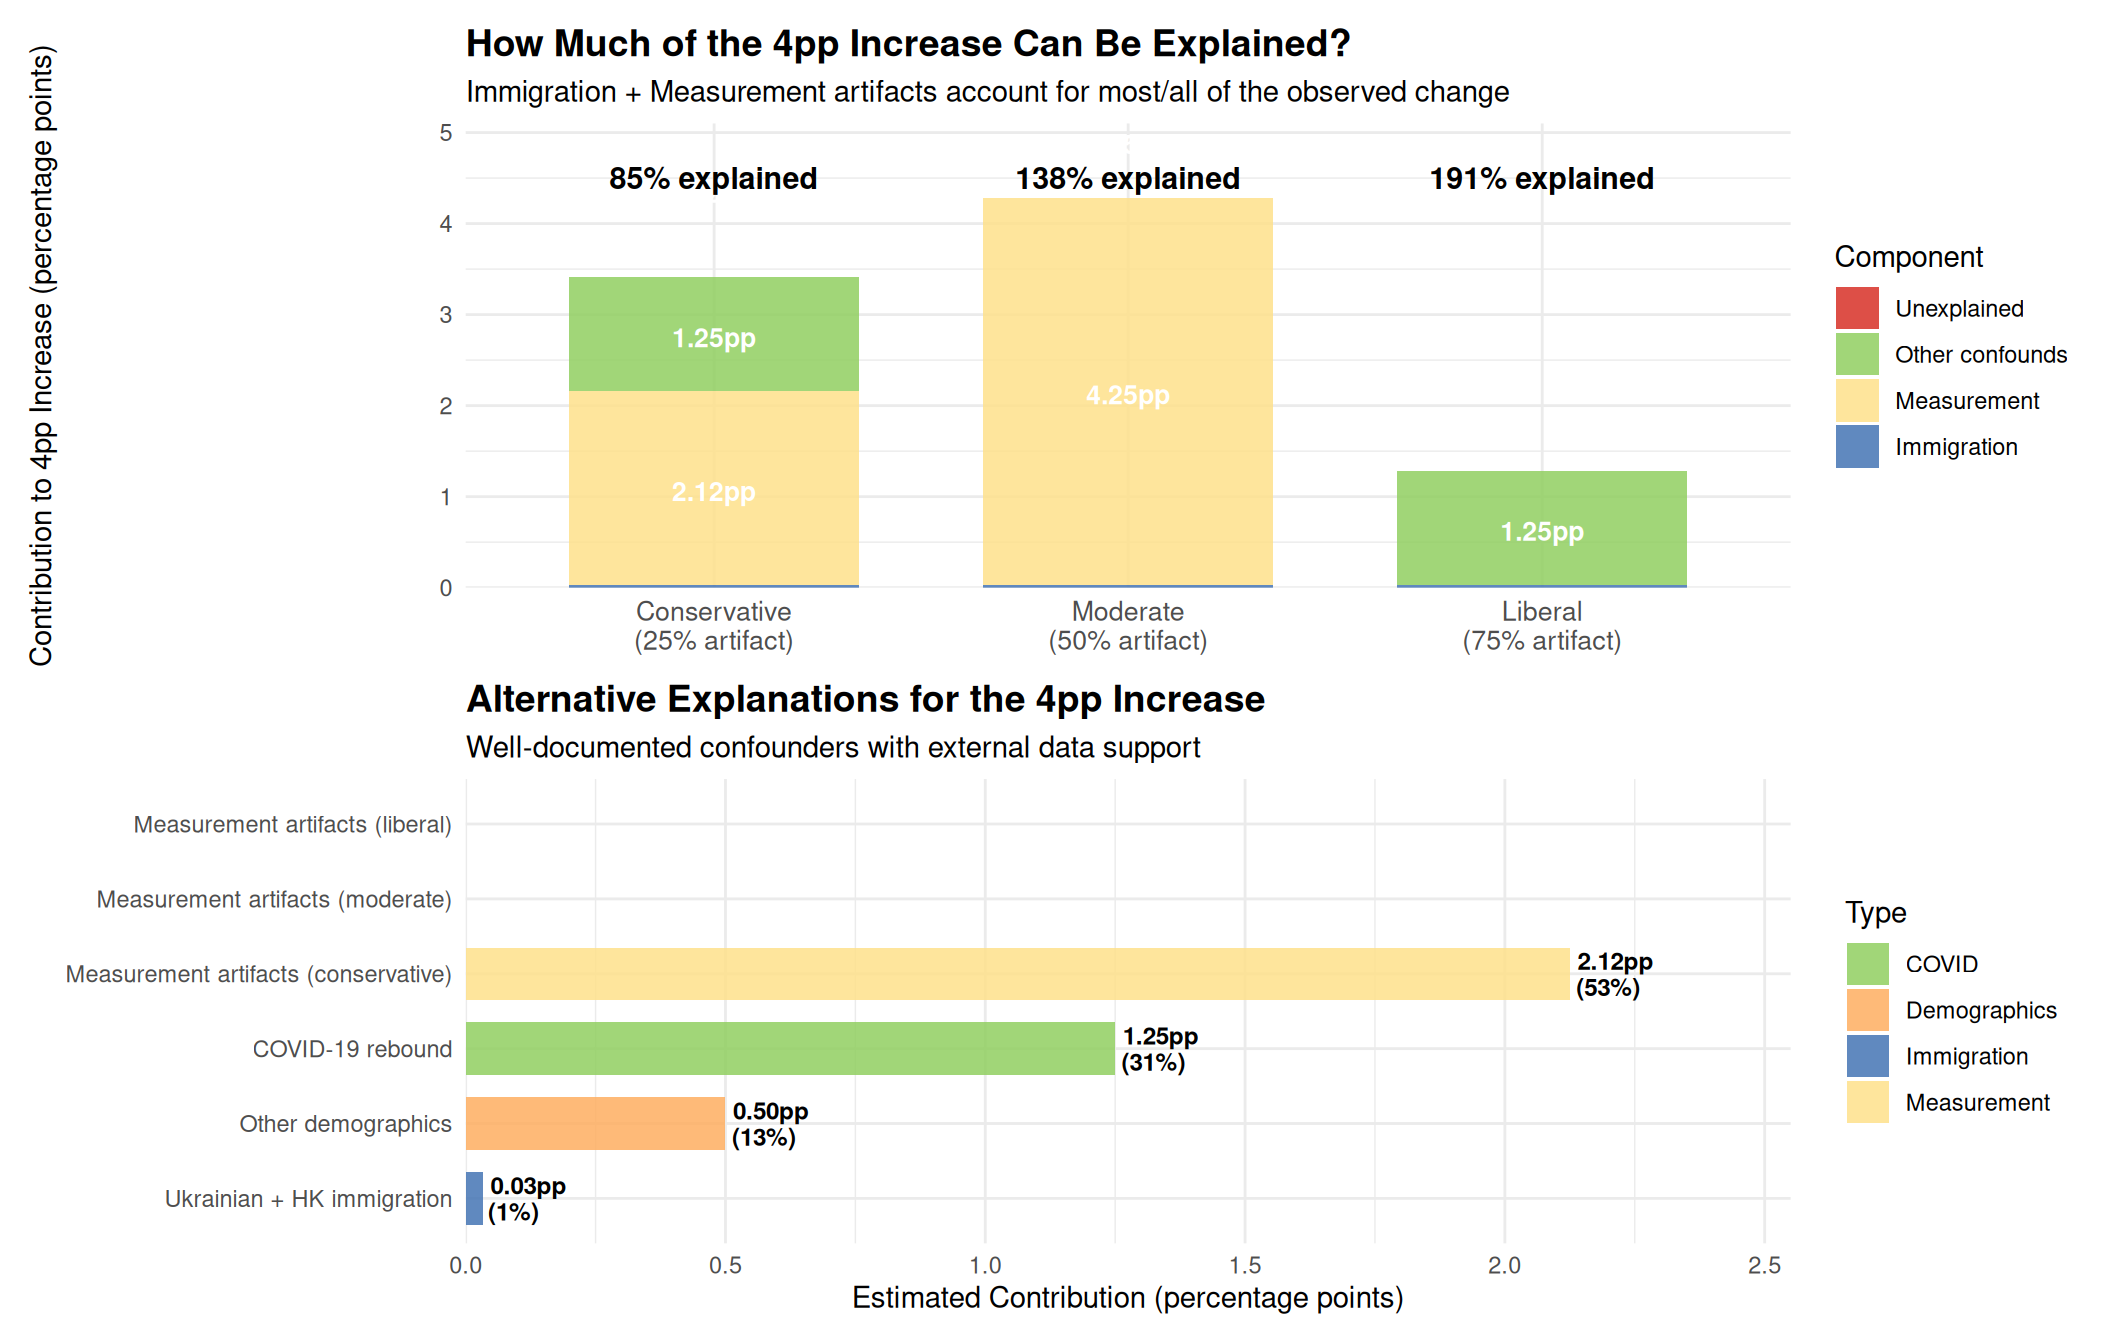 How Much of the 4pp Increase Can Be Explained?
Immigration + Measurement artifacts account for most/all of the observed change
Contribution to 4pp Increase (percentage points)
5
4
3
2
1
0
85% explained
138% explained
191% explained
1.25pp
2.12pp
4.25pp
1.25pp
Conservative
(25% artifact)
Moderate
(50% artifact)
Liberal
(75% artifact)
Component
Unexplained
Other confounds
Measurement
Immigration
Alternative Explanations for the 4pp Increase
Well-documented confounders with external data support
Measurement artifacts (liberal)
Measurement artifacts (moderate)
Measurement artifacts (conservative)
2.12pp
(53%)
COVID-19 rebound
1.25pp
(31%)
Other demographics
0.50pp
(13%)
Ukrainian + HK immigration
0.03pp
(1%)
0.0
0.5
1.0
1.5
2.0
2.5
Estimated Contribution (percentage points)
Type
COVID
Demographics
Immigration
Measurement